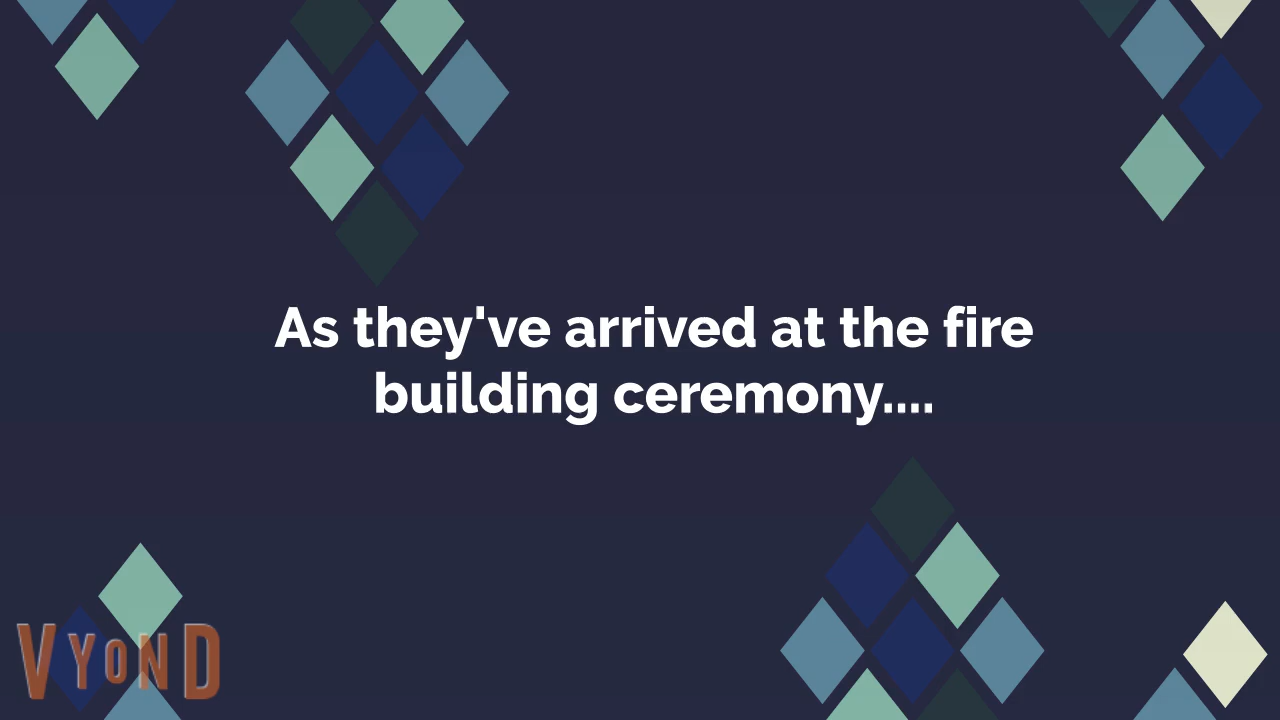 As they've arrived at the fire
building ceremony....
VYOND